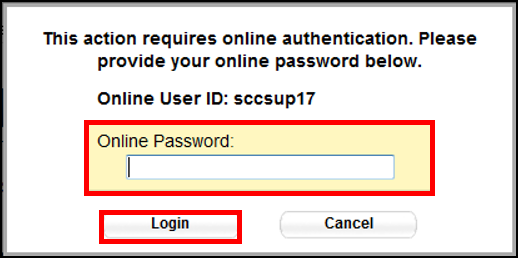 This action requires online authentication. Please
provide your online password below.
Online User ID: sccsup17
Online Password:
Login
Cancel